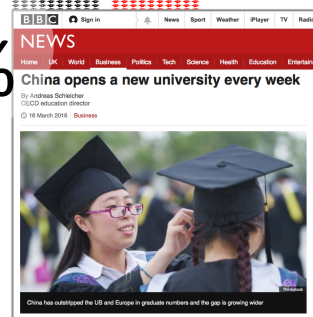 BBC Sign in News Sport Weather iPlayer TV Radio
NEWS
Home UK World Business Politics Tech Science Health Education
China opens a new university every week
By Andreas Schleicher
OECD education director
16 March 2016 Business
Thinkstock
China has outstripped the US and Europe in graduate numbers and the gap is growing wider